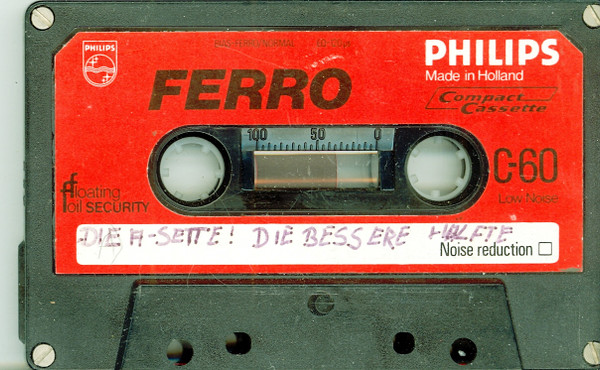 PHILIPS
PHILIPS
Made in Holland
FERRO
Compact
Cassette
100 50 0
C-60
Low Noise
floating
foil SECURITY
DIE A-SEITE! DIE BESSERE HÄLFTE
Noise reduction